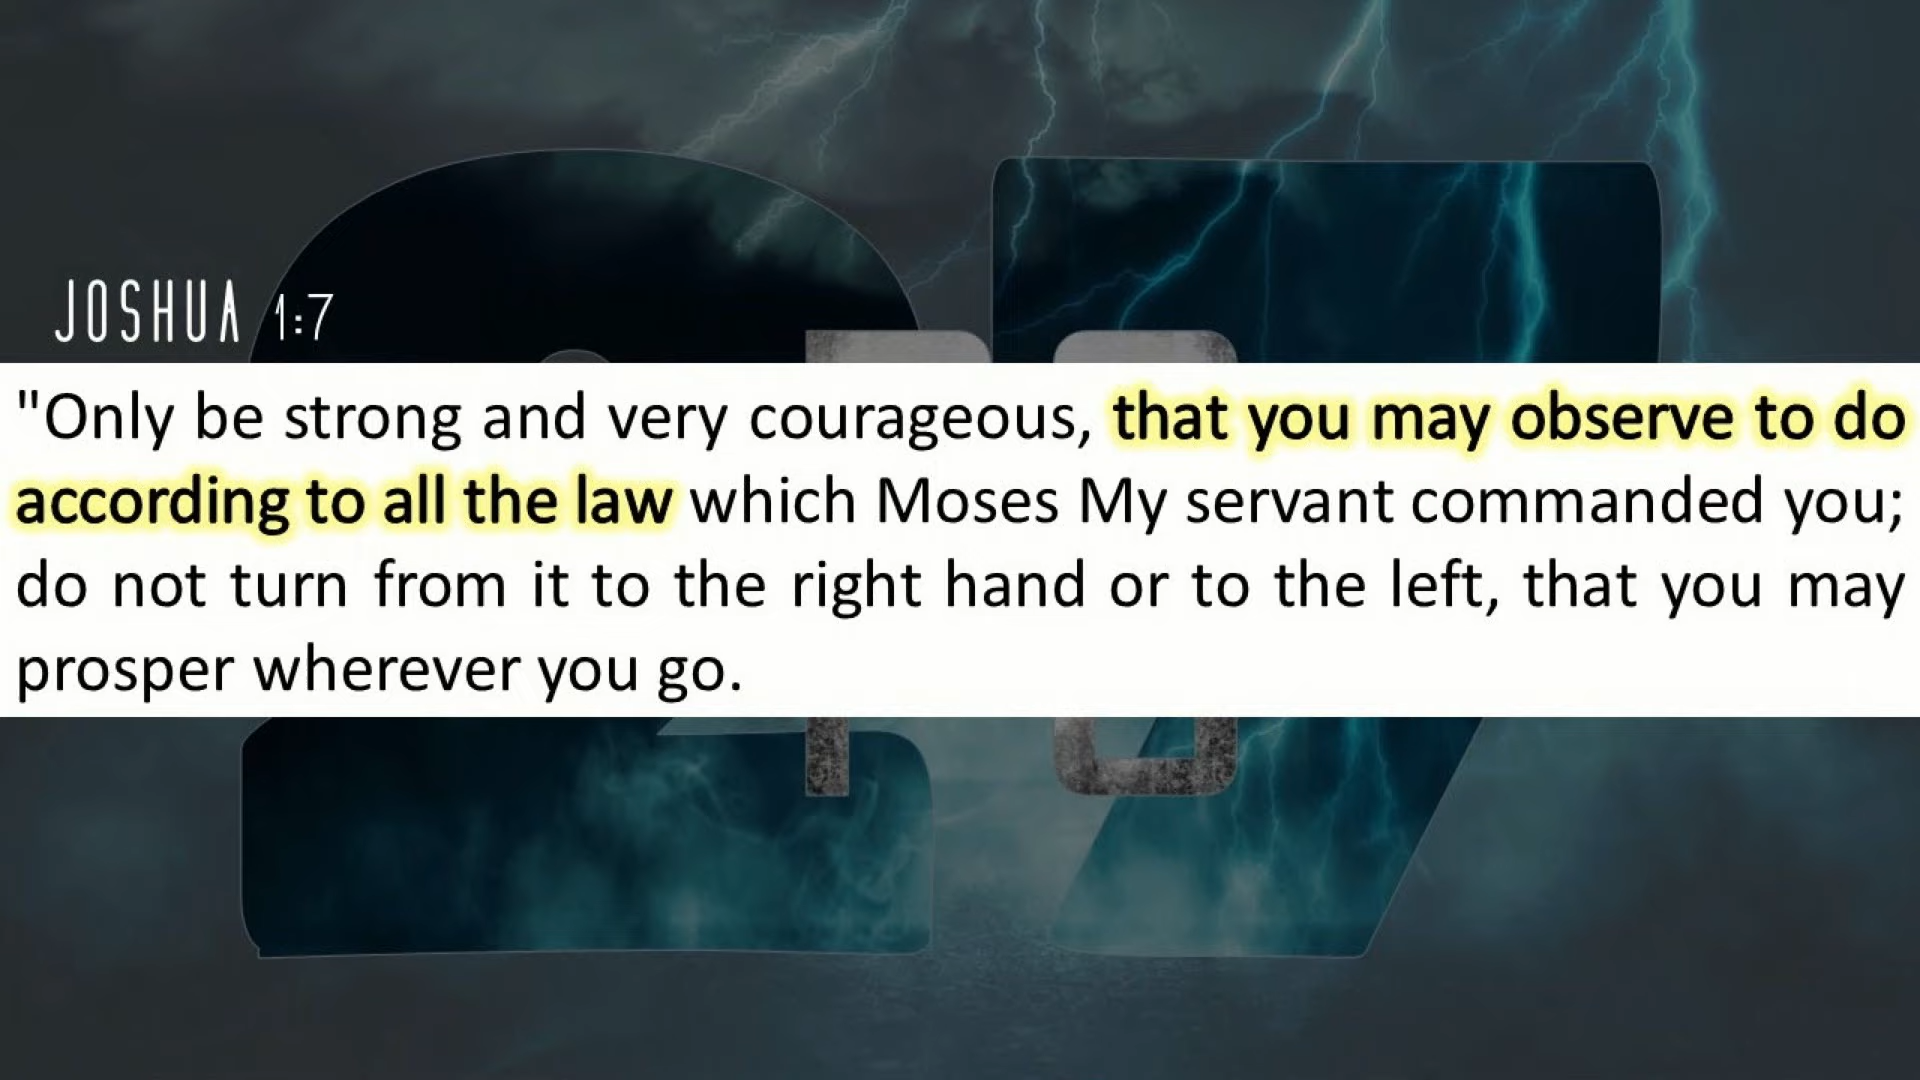 JOSHUA 1:7
"Only be strong and very courageous, that you may observe to do
according to all the law which Moses My servant commanded you;
do not turn from it to the right hand or to the left, that you may
prosper wherever you go.